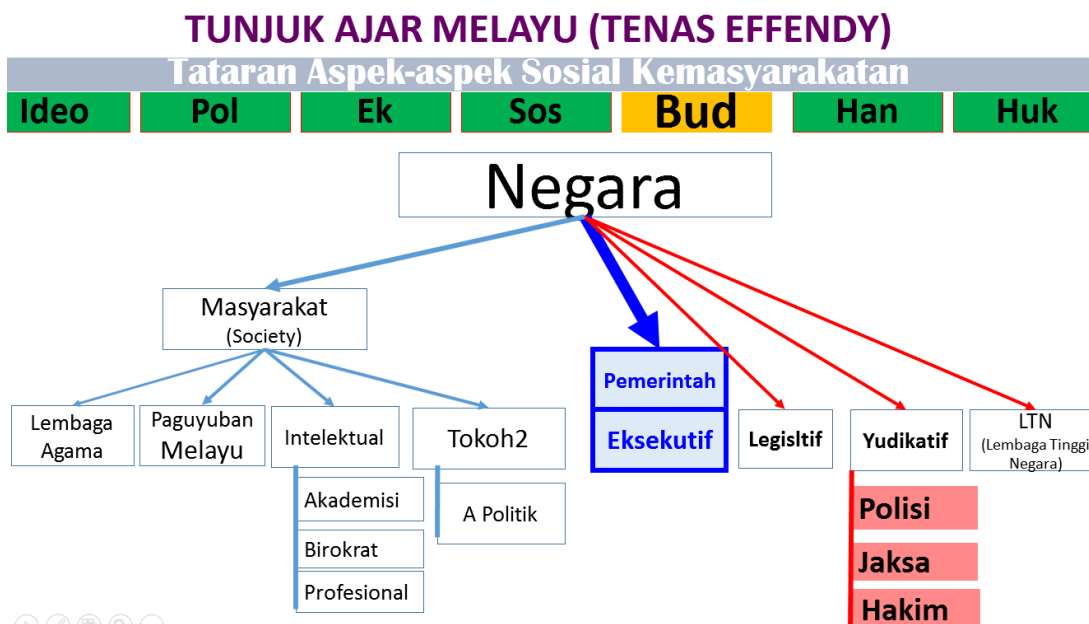 TUNJUK AJAR MELAYU (TENAS EFFENDY)
Tataran Aspek-aspek Sosial Kemasyarakatan
Ideo Pol Ek Sos Bud Han Huk
Negara
Masyarakat
(Society)
Pemerintah
Eksekutif
Lembaga
Agama
Paguyuban
Melayu
Intelektual
Tokoh2
Legisltif
Yudikatif
LTN
(Lembaga Tinggi
Negara)
Akademisi
Birokrat
Profesional
A Politik
Polisi
Jaksa
Hakim